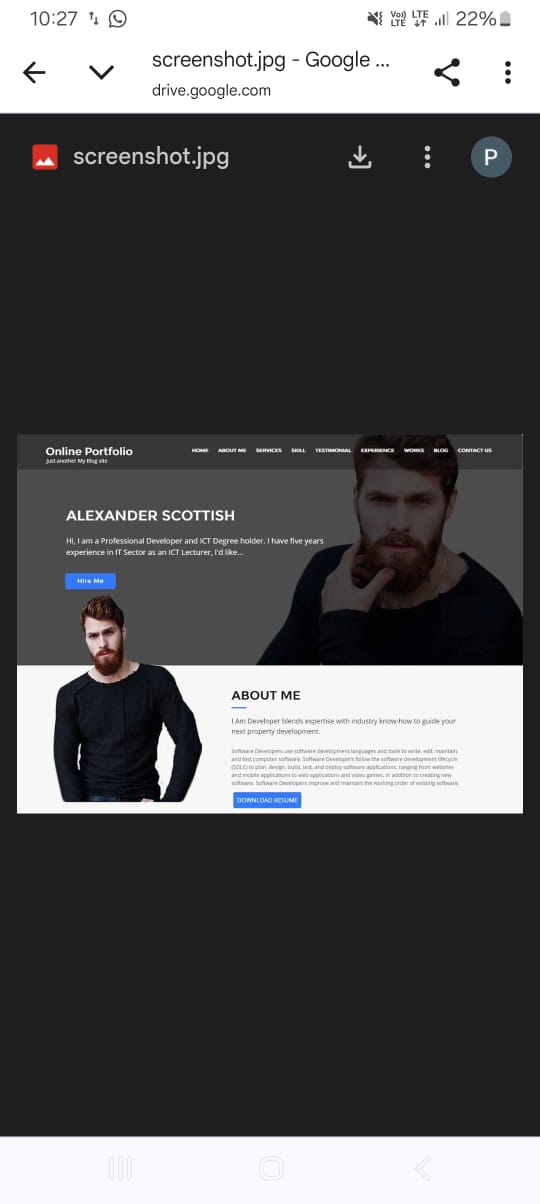 10:27
Vo)) LTE
LTE
22%
screenshot.jpg - Google ...
drive.google.com
screenshot.jpg
P
Online Portfolio
Just another My Blog site
HOME ABOUT ME SERVICES SKILL TESTIMONIAL EXPERIENCE WORKS BLOG CONTACT US
ALEXANDER SCOTTISH
Hi, I am a Professional Developer and ICT Degree holder. I have five years
experience in IT Sector as an ICT Lecturer, I'd like...
Hire Me
ABOUT ME
I Am Developer blends expertise with industry know-how to guide your
next property development.
Software Developers use software development languages and tools to write, edit, maintain,
and test computer software. Software Developers follow the software development lifecycle
(SDLC) to plan, design, build, test, and deploy software applications, ranging from websites
and mobile applications to web applications and video games. In addition to creating new
software, Software Developers improve and maintain the working order of existing software.
DOWNLOAD RESUME